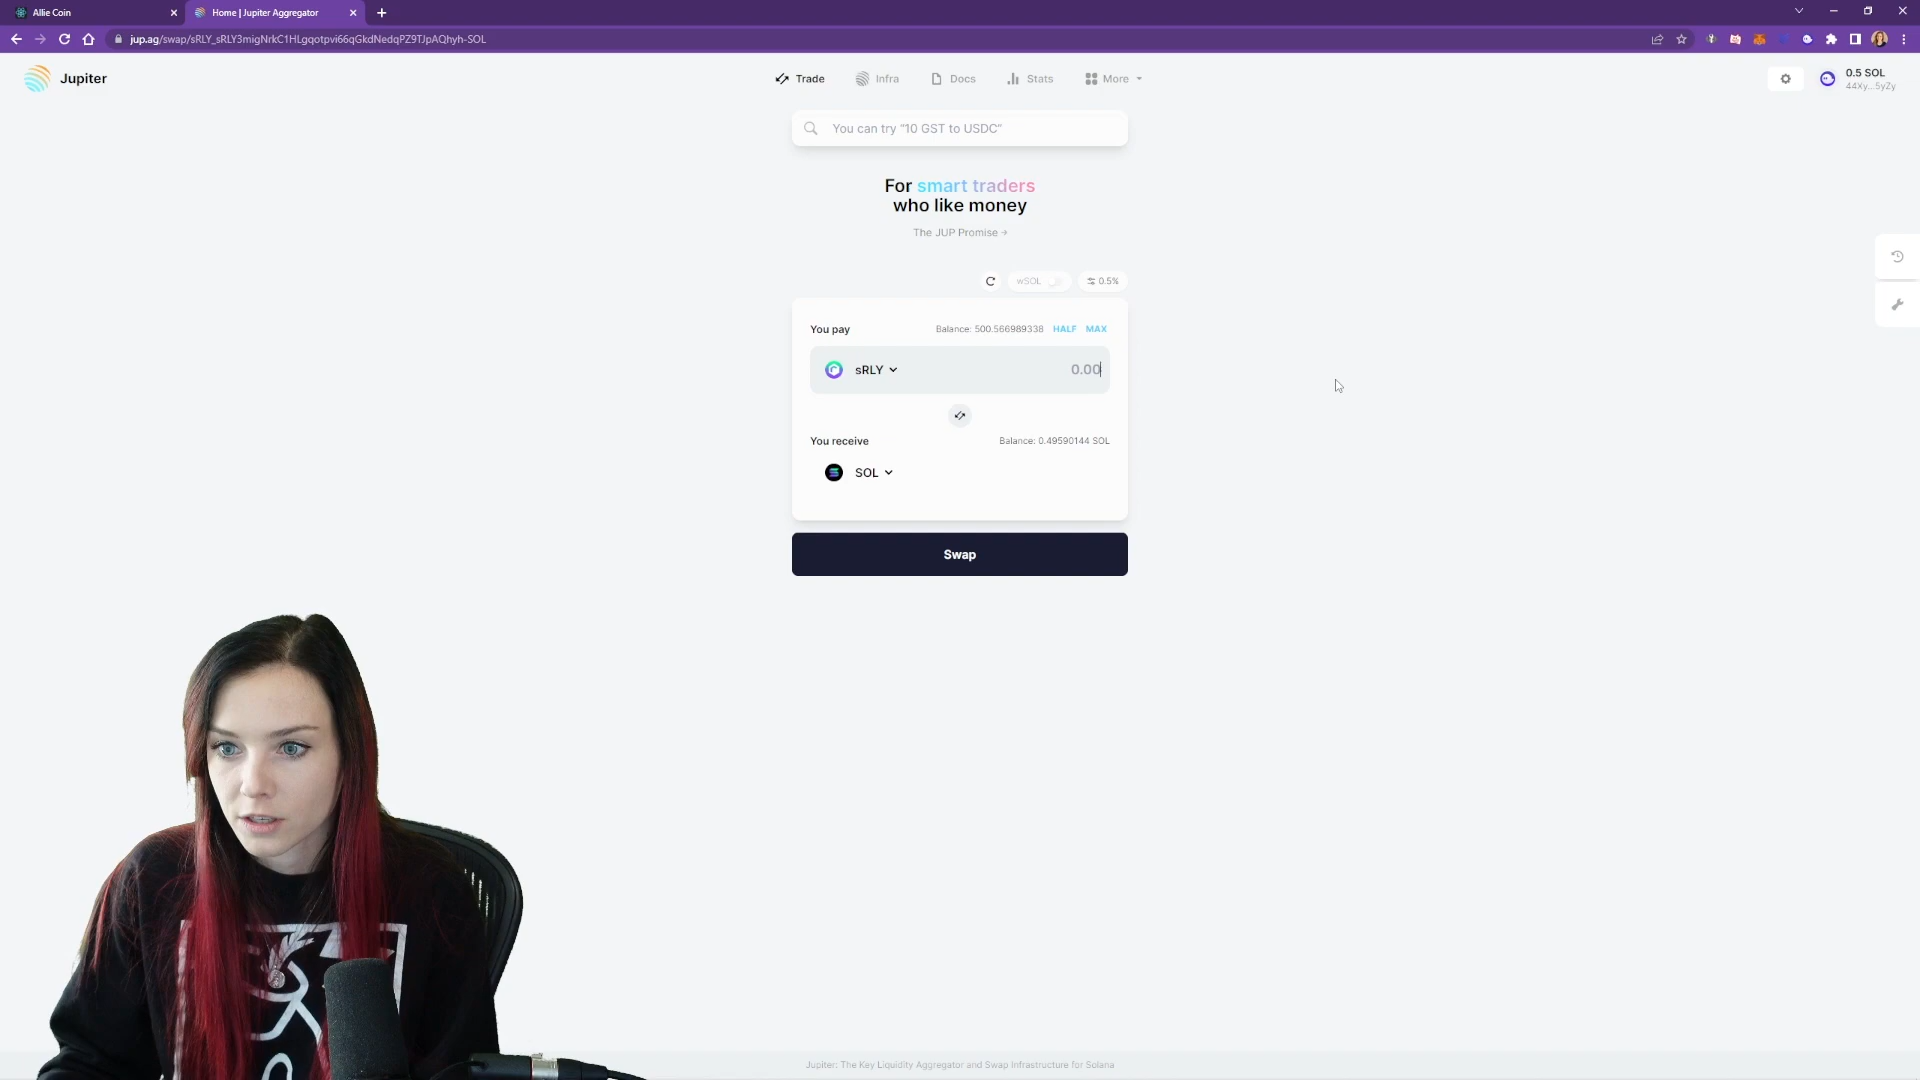 Allie Coin
Home | Jupiter Aggregator
jup.ag/swap/sRLY_sRLY3migNrkC1HLgqotpvi66qGkdNedqPZ9TJpAQhyh-SOL
Jupiter
Trade
Infra
Docs
Stats
More
0.5 SOL
44Xy...5yZy
You can try "10 GST to USDC"
For smart traders
who like money
The JUP Promise →
wSOL
0.5%
You pay
Balance: 500.566989338 HALF MAX
sRLY
0.00
You receive
Balance: 0.49590144 SOL
SOL
Swap
Jupiter: The Key Liquidity Aggregator and Swap Infrastructure for Solana